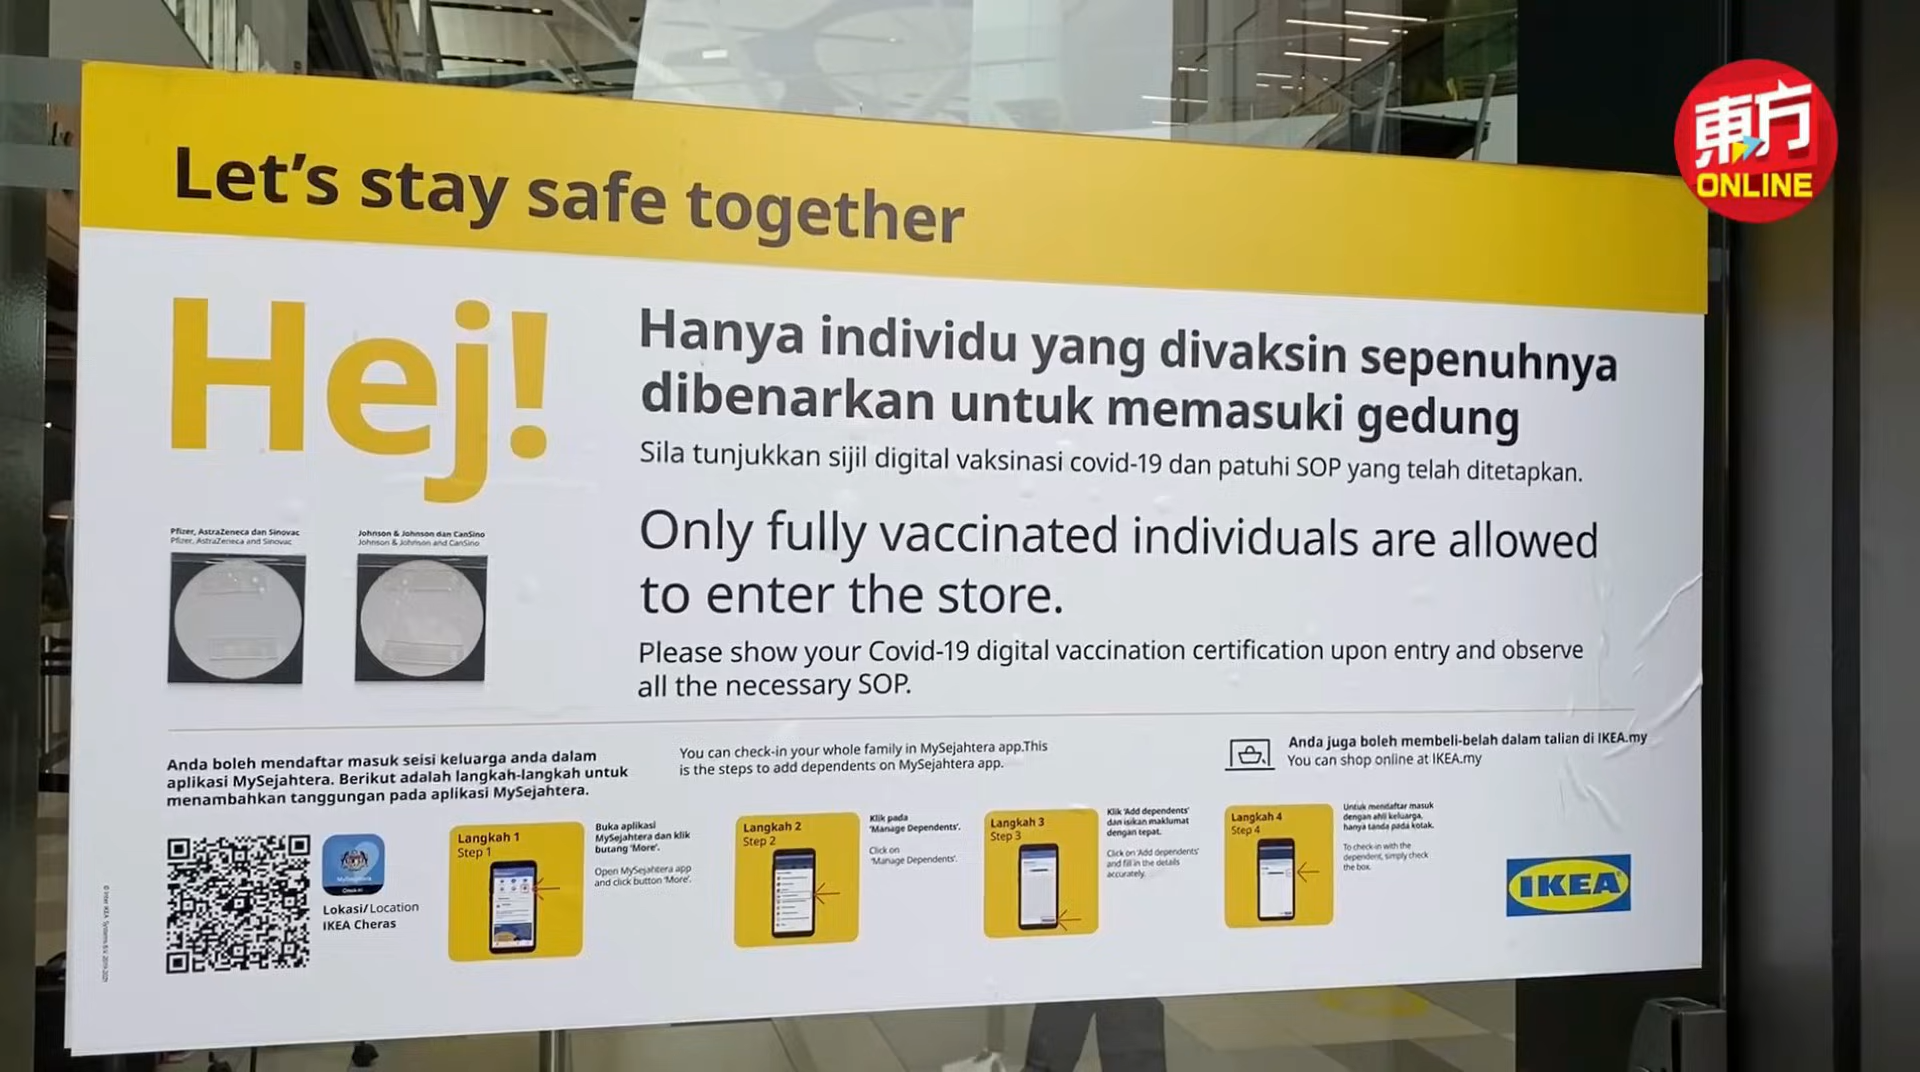 東方
ONLINE
Let's stay safe together
Hej!
Hanya individu yang divaksin sepenuhnya
dibenarkan untuk memasuki gedung
Sila tunjukkan sijil digital vaksinasi covid-19 dan patuhi SOP yang telah ditetapkan.
Only fully vaccinated individuals are allowed
to enter the store.
Please show your Covid-19 digital vaccination certification upon entry and observe
all the necessary SOP.
Pfizer, AstraZeneca dan Sinovac
Pfizer, AstraZeneca and Sinovac
Johnson & Johnson dan CanSino
Johnson & Johnson and CanSino
Anda boleh mendaftar masuk seisi keluarga anda dalam
aplikasi MySejahtera. Berikut adalah langkah-langkah untuk
menambahkan tanggungan pada aplikasi MySejahtera.
You can check-in your whole family in MySejahtera app.This
is the steps to add dependents on MySejahtera app.
Anda juga boleh membeli-belah dalam talian di IKEA.my
You can shop online at IKEA.my
MySejahtera
Check-in
Lokasi/Location
IKEA Cheras
Langkah 1
Step 1
Buka aplikasi
MySejahtera dan klik
butang 'More'.
Open MySejahtera app
and click button 'More'.
Langkah 2
Step 2
Klik pada
'Manage Dependents'.
Click on
'Manage Dependents'.
Langkah 3
Step 3
Klik 'Add dependents'
dan isikan maklumat
dengan tepat.
Click on 'Add dependents'
and fill in the details
accurately.
Langkah 4
Step 4
Untuk mendaftar masuk
dengan ahli keluarga,
hanya tanda pada kotak.
To check-in with the
dependent, simply check
the box.
IKEA
© Inter IKEA Systems B.V. 2019-2021